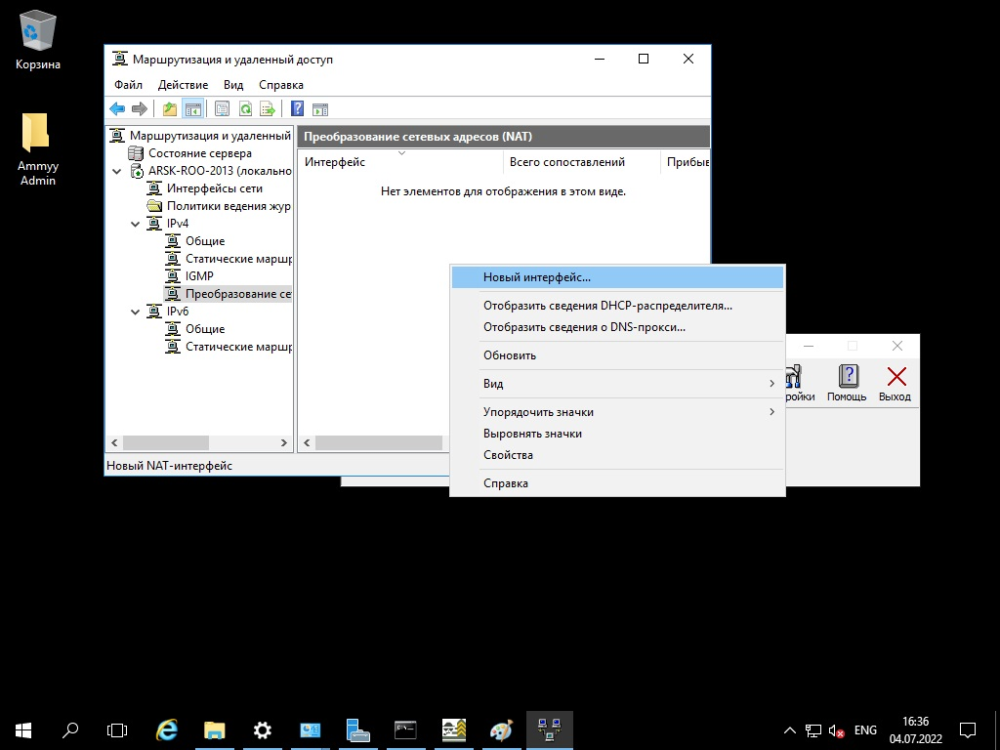 Корзина
Ammyy
Admin
Маршрутизация и удаленный доступ
Файл Действие Вид Справка
Маршрутизация и удаленный
Состояние сервера
ARSK-ROO-2013 (локально
Интерфейсы сети
Политики ведения жур
IPv4
Общие
Статические маршр
IGMP
Преобразование се
IPv6
Общие
Статические маршр
Преобразование сетевых адресов (NAT)
Интерфейс Всего сопоставлений Прибыв
Нет элементов для отображения в этом виде.
Новый NAT-интерфейс
Новый интерфейс...
Отобразить сведения DHCP-распределителя...
Отобразить сведения о DNS-прокси...
Обновить
Вид
Упорядочить значки
Выровнять значки
Свойства
Справка
ройки Помощь Выход
ENG
16:36
04.07.2022